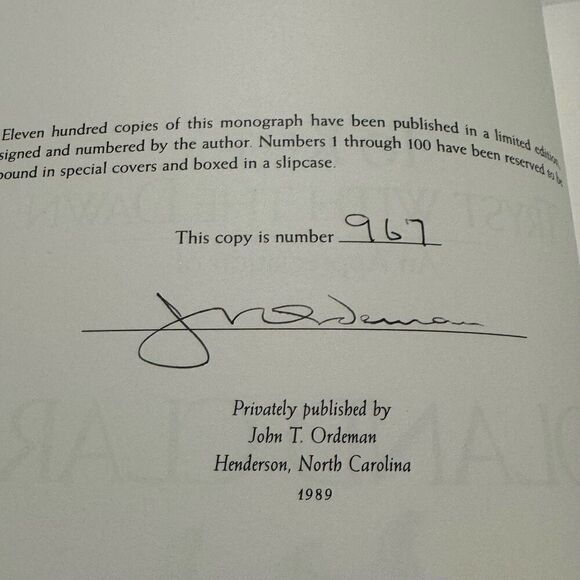 Eleven hundred copies of this monograph have been published in a limited edition,
signed and numbered by the author. Numbers 1 through 100 have been reserved to be
bound in special covers and boxed in a slipcase.
This copy is number 967
J Ordeman
Privately published by
John T. Ordeman
Henderson, North Carolina
1989